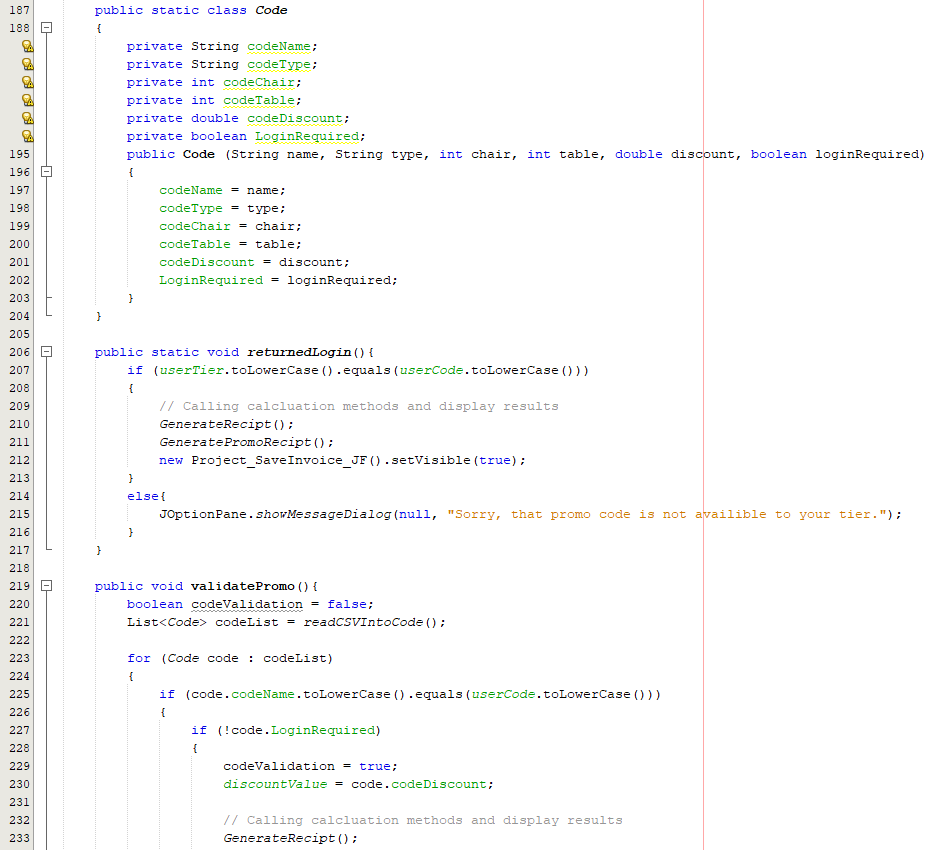 187 public static class Code
188 {
private String codeName;
private String codeType;
private int codeChair;
private int codeTable;
private double codeDiscount;
private boolean LoginRequired;
195 public Code (String name, String type, int chair, int table, double discount, boolean loginRequired)
196 {
197 codeName = name;
198 codeType = type;
199 codeChair = chair;
200 codeTable = table;
201 codeDiscount = discount;
202 LoginRequired = loginRequired;
203 }
204 }
205
206 public static void returnedLogin(){
207 if (userTier.toLowerCase().equals(userCode.toLowerCase()))
208 {
209 // Calling calcluation methods and display results
210 GenerateRecipt();
211 GeneratePromoRecipt();
212 new Project_SaveInvoice_JF().setVisible(true);
213 }
214 else{
215 JOptionPane.showMessageDialog(null, "Sorry, that promo code is not availible to your tier.");
216 }
217 }
218
219 public void validatePromo(){
220 boolean codeValidation = false;
221 List<Code> codeList = readCSVIntoCode();
222
223 for (Code code : codeList)
224 {
225 if (code.codeName.toLowerCase().equals(userCode.toLowerCase()))
226 {
227 if (!code.LoginRequired)
228 {
229 codeValidation = true;
230 discountValue = code.codeDiscount;
231
232 // Calling calcluation methods and display results
233 GenerateRecipt();